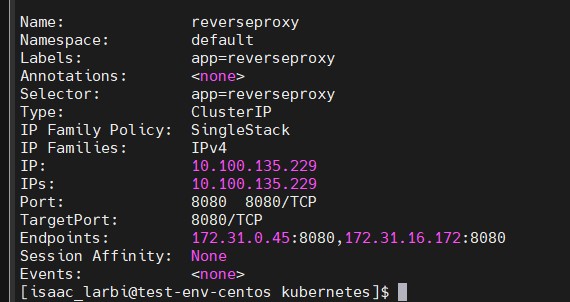 Name: reverseproxy
Namespace: default
Labels: app=reverseproxy
Annotations: <none>
Selector: app=reverseproxy
Type: ClusterIP
IP Family Policy: SingleStack
IP Families: IPv4
IP: 10.100.135.229
IPs: 10.100.135.229
Port: 8080 8080/TCP
TargetPort: 8080/TCP
Endpoints: 172.31.0.45:8080,172.31.16.172:8080
Session Affinity: None
Events: <none>
[isaac_larbi@test-env-centos kubernetes]$